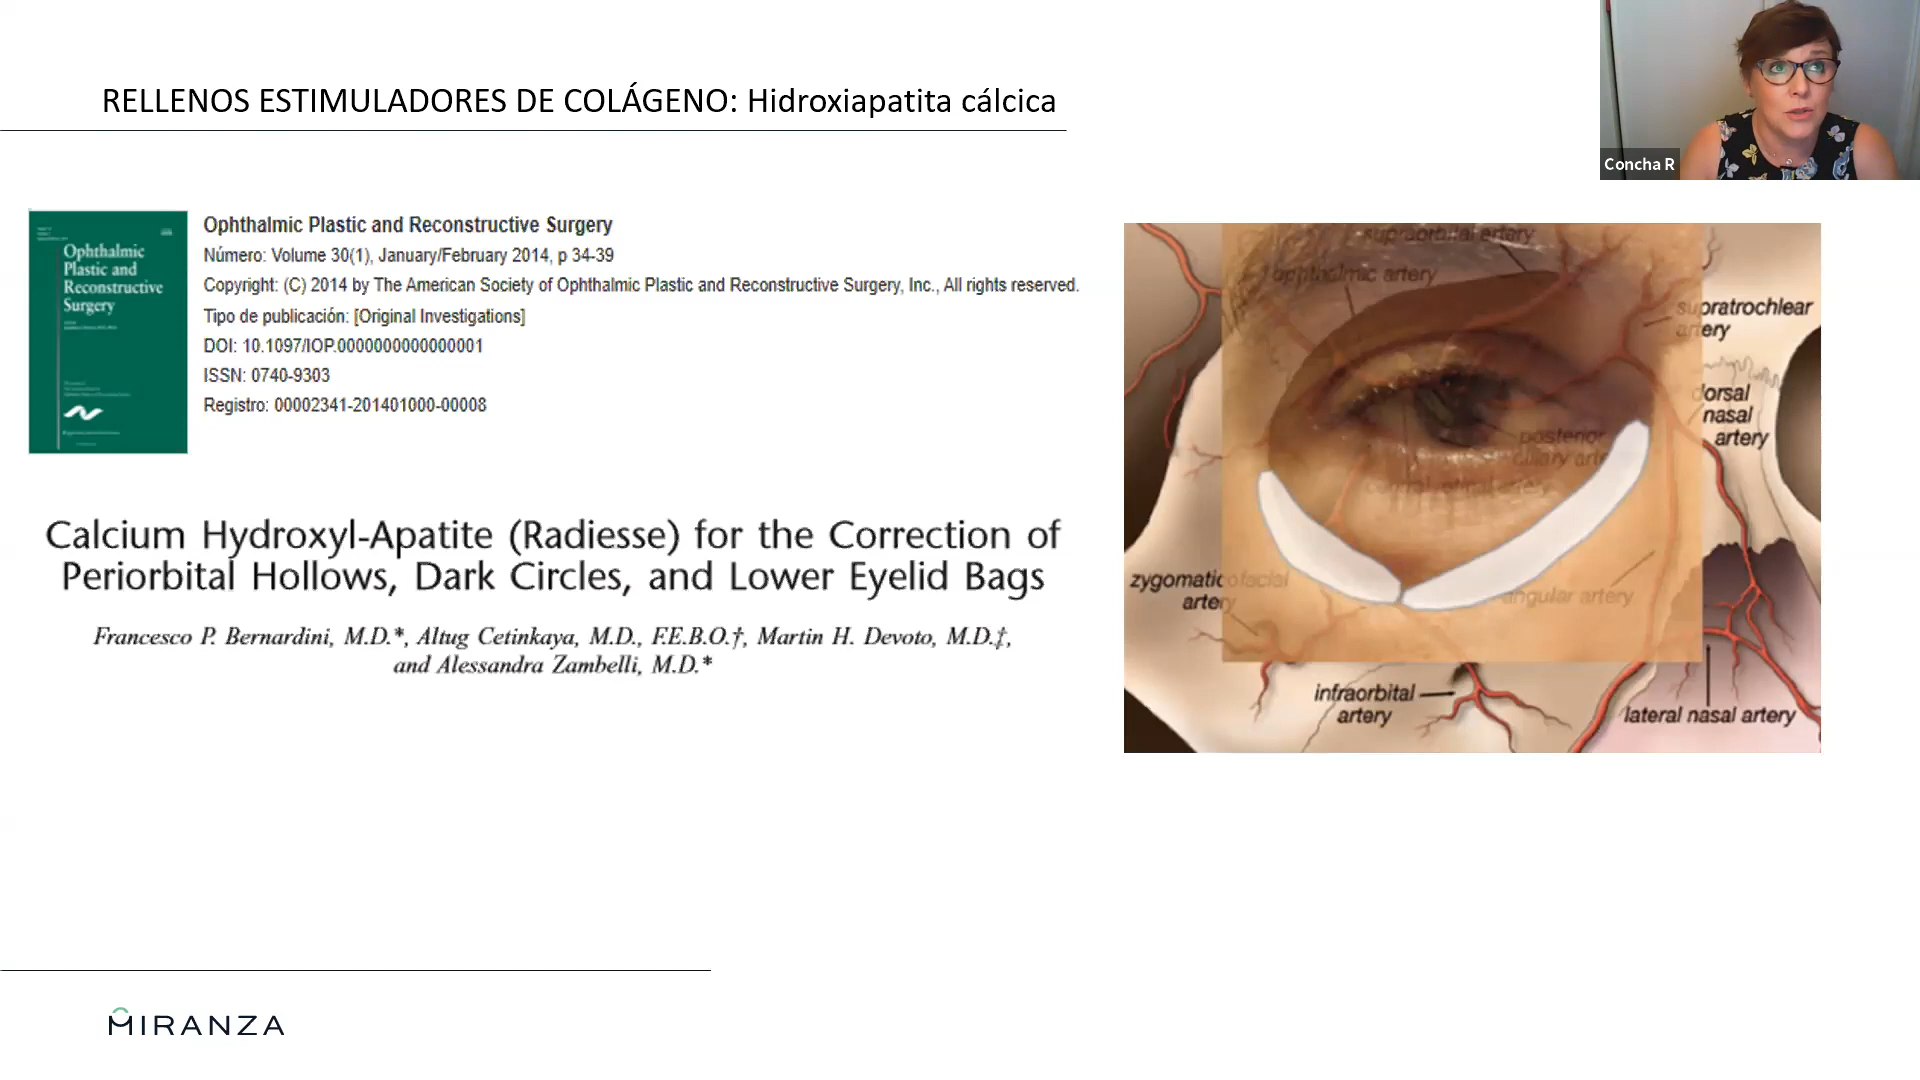 RELLENOS ESTIMULADORES DE COLÁGENO: Hidroxiapatita cálcica
Concha R
Ophthalmic
Plastic and
Reconstructive
Surgery
Ophthalmic Plastic and Reconstructive Surgery
Número: Volume 30(1), January/February 2014, p 34-39
Copyright: (C) 2014 by The American Society of Ophthalmic Plastic and Reconstructive Surgery, Inc., All rights reserved.
Tipo de publicación: [Original Investigations]
DOI: 10.1097/IOP.0000000000000001
ISSN: 0740-9303
Registro: 00002341-201401000-00008
Calcium Hydroxyl-Apatite (Radiesse) for the Correction of
Periorbital Hollows, Dark Circles, and Lower Eyelid Bags
Francesco P. Bernardini, M.D.*, Altug Cetinkaya, M.D., F.E.B.O.†, Martin H. Devoto, M.D.‡,
and Alessandra Zambelli, M.D.*
supraorbital artery
ophthalmic artery
supratrochlear
artery
dorsal
nasal
artery
posterior
ciliary
zygomaticofacial
artery
angular artery
infraorbital
artery
lateral nasal artery
MIRANZA